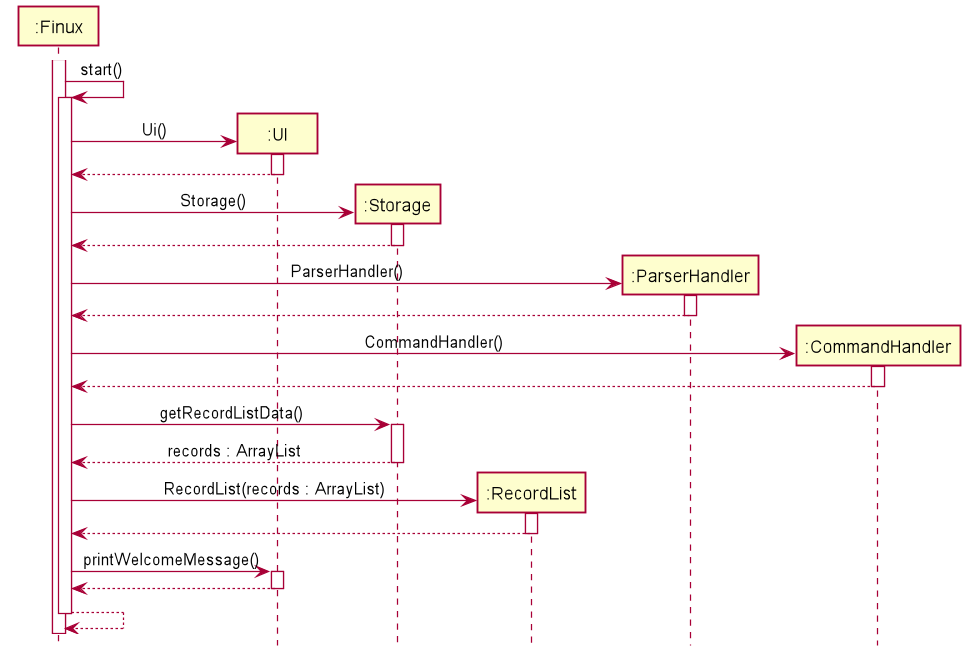 :Finux
start()
Ui()
:UI
Storage()
:Storage
ParserHandler()
:ParserHandler
CommandHandler()
:CommandHandler
getRecordListData()
records : ArrayList
RecordList(records : ArrayList)
:RecordList
printWelcomeMessage()